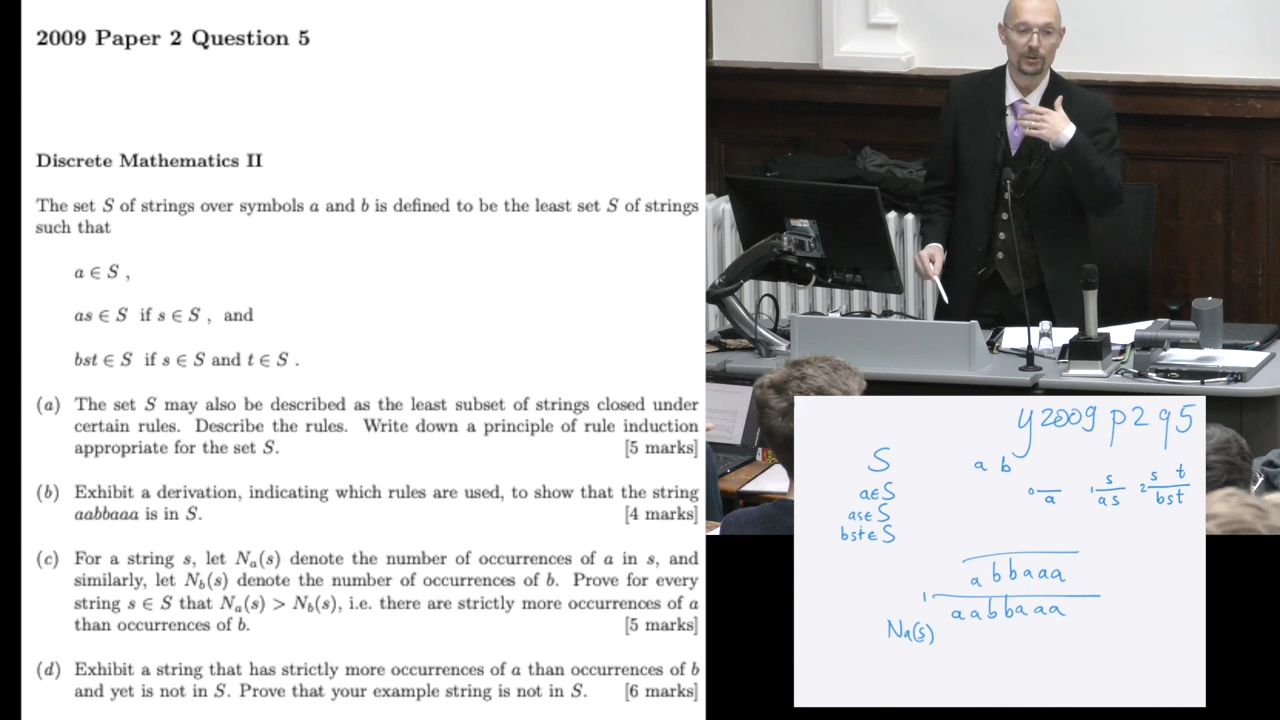 2009 Paper 2 Question 5
Discrete Mathematics II
The set S of strings over symbols a and b is defined to be the least set S of strings
such that
a ∈ S ,
as ∈ S if s ∈ S , and
bst ∈ S if s ∈ S and t ∈ S .
(a) The set S may also be described as the least subset of strings closed under
certain rules. Describe the rules. Write down a principle of rule induction
appropriate for the set S. [5 marks]
(b) Exhibit a derivation, indicating which rules are used, to show that the string
aabbaaa is in S. [4 marks]
(c) For a string s, let Na(s) denote the number of occurrences of a in s, and
similarly, let Nb(s) denote the number of occurrences of b. Prove for every
string s ∈ S that Na(s) > Nb(s), i.e. there are strictly more occurrences of a
than occurrences of b. [5 marks]
(d) Exhibit a string that has strictly more occurrences of a than occurrences of b
and yet is not in S. Prove that your example string is not in S. [6 marks]
y2009 p2 q5
S a b
a∈S
as∈S
bst∈S
0 — a
1 s — as
2 s t — bst
abbaaa
1
aabbaaa
Na(s)